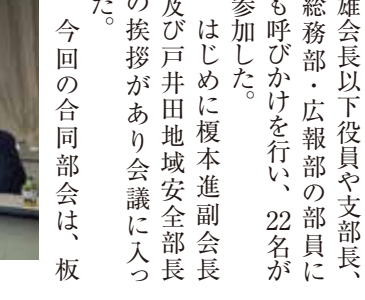 雄会長以下役員や支部長、
総務部・広報部の部員に
も呼びかけを行い、22名が
参加した。
はじめに榎本進副会長
及び戸井田地域安全部長
の挨拶があり会議に入っ
た。
今回の合同部会は、板